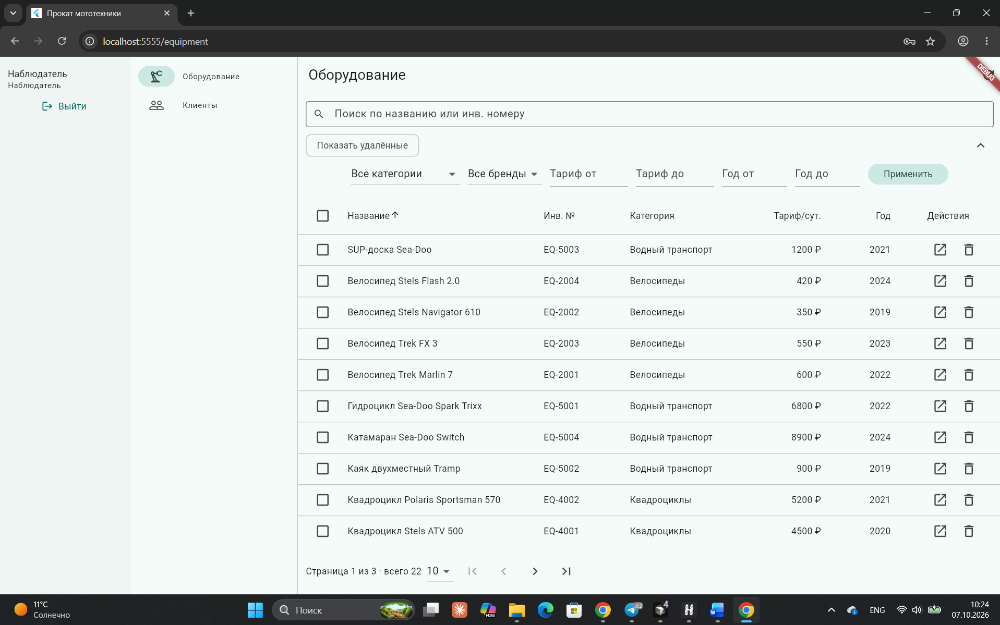 Прокат мототехники
localhost:5555/equipment
DEBUG
Наблюдатель
Наблюдатель
Выйти
Оборудование
Клиенты
Оборудование
Поиск по названию или инв. номеру
Показать удалённые
Все категории Все бренды Тариф от Тариф до Год от Год до Применить
Название Инв. № Категория Тариф/сут. Год Действия
SUP-доска Sea-Doo EQ-5003 Водный транспорт 1200 ₽ 2021
Велосипед Stels Flash 2.0 EQ-2004 Велосипеды 420 ₽ 2024
Велосипед Stels Navigator 610 EQ-2002 Велосипеды 350 ₽ 2019
Велосипед Trek FX 3 EQ-2003 Велосипеды 550 ₽ 2023
Велосипед Trek Marlin 7 EQ-2001 Велосипеды 600 ₽ 2022
Гидроцикл Sea-Doo Spark Trixx EQ-5001 Водный транспорт 6800 ₽ 2022
Катамаран Sea-Doo Switch EQ-5004 Водный транспорт 8900 ₽ 2024
Каяк двухместный Tramp EQ-5002 Водный транспорт 900 ₽ 2019
Квадроцикл Polaris Sportsman 570 EQ-4002 Квадроциклы 5200 ₽ 2021
Квадроцикл Stels ATV 500 EQ-4001 Квадроциклы 4500 ₽ 2020
Страница 1 из 3 · всего 22 10
11°C
Солнечно
Поиск
M365
62
4
ENG
10:24
07.10.2026